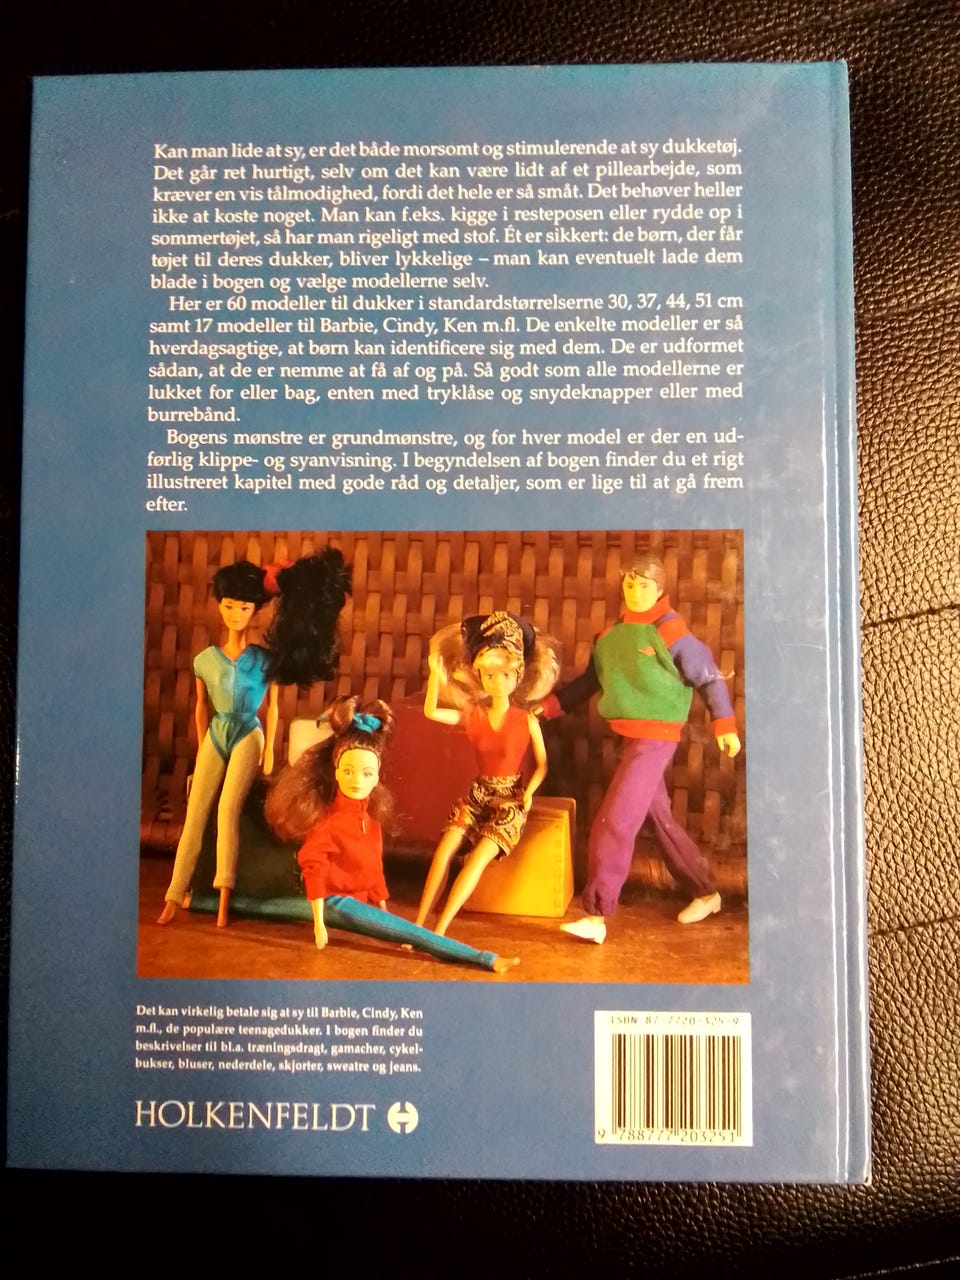 Kan man lide at sy, er det både morsomt og stimulerende at sy dukketøj.
Det går ret hurtigt, selv om det kan være lidt af et pillearbejde, som
kræver en vis tålmodighed, fordi det hele er så småt. Det behøver heller
ikke at koste noget. Man kan f.eks. kigge i resteposen eller rydde op i
sommertøjet, så har man rigeligt med stof. Ét er sikkert: de børn, der får
tøjet til deres dukker, bliver lykkelige – man kan eventuelt lade dem
blade i bogen og vælge modellerne selv.
Her er 60 modeller til dukker i standardstørrelserne 30, 37, 44, 51 cm
samt 17 modeller til Barbie, Cindy, Ken m.fl. De enkelte modeller er så
hverdagsagtige, at børn kan identificere sig med dem. De er udformet
sådan, at de er nemme at få af og på. Så godt som alle modellerne er
lukket for eller bag, enten med tryklåse og snydeknapper eller med
burrebånd.
Bogens mønstre er grundmønstre, og for hver model er der en ud-
førlig klippe- og syanvisning. I begyndelsen af bogen finder du et rigt
illustreret kapitel med gode råd og detaljer, som er lige til at gå frem
efter.
Det kan virkelig betale sig at sy til Barbie, Cindy, Ken
m.fl., de populære teenagedukker. I bogen finder du
beskrivelser til bl.a. træningsdragt, gamacher, cykel-
bukser, bluser, nederdele, skjorter, sweatre og jeans.
HOLKENFELDT
ISBN 87-7720-325-9
9 788777 203251